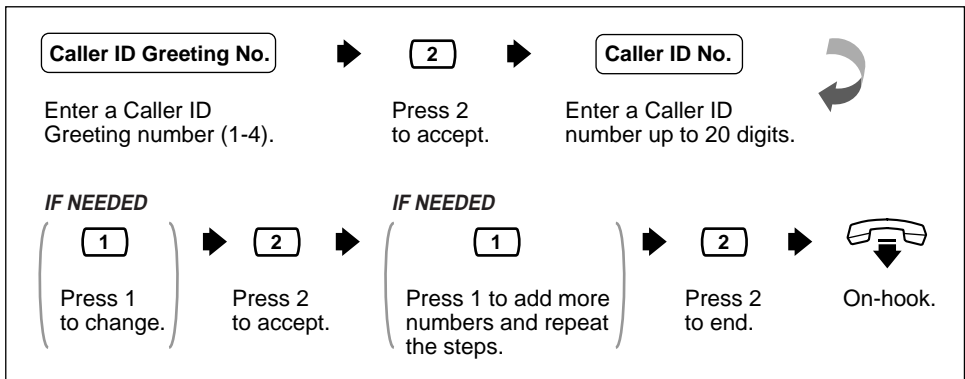 Caller ID Greeting No.
2
Caller ID No.
Enter a Caller ID
Greeting number (1-4).
Press 2
to accept.
Enter a Caller ID
number up to 20 digits.
IF NEEDED
1
Press 1
to change.
2
Press 2
to accept.
IF NEEDED
1
Press 1 to add more
numbers and repeat
the steps.
2
Press 2
to end.
On-hook.